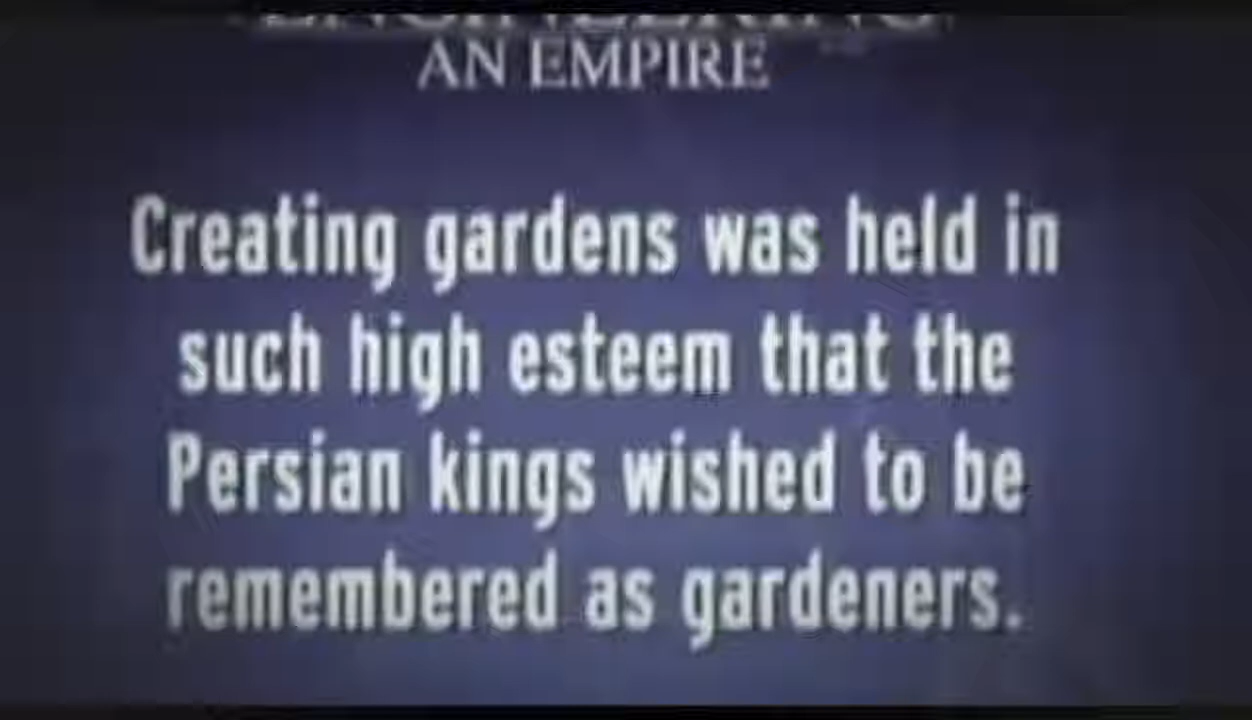 ENGINEERING
AN EMPIRE
Creating gardens was held in
such high esteem that the
Persian kings wished to be
remembered as gardeners.